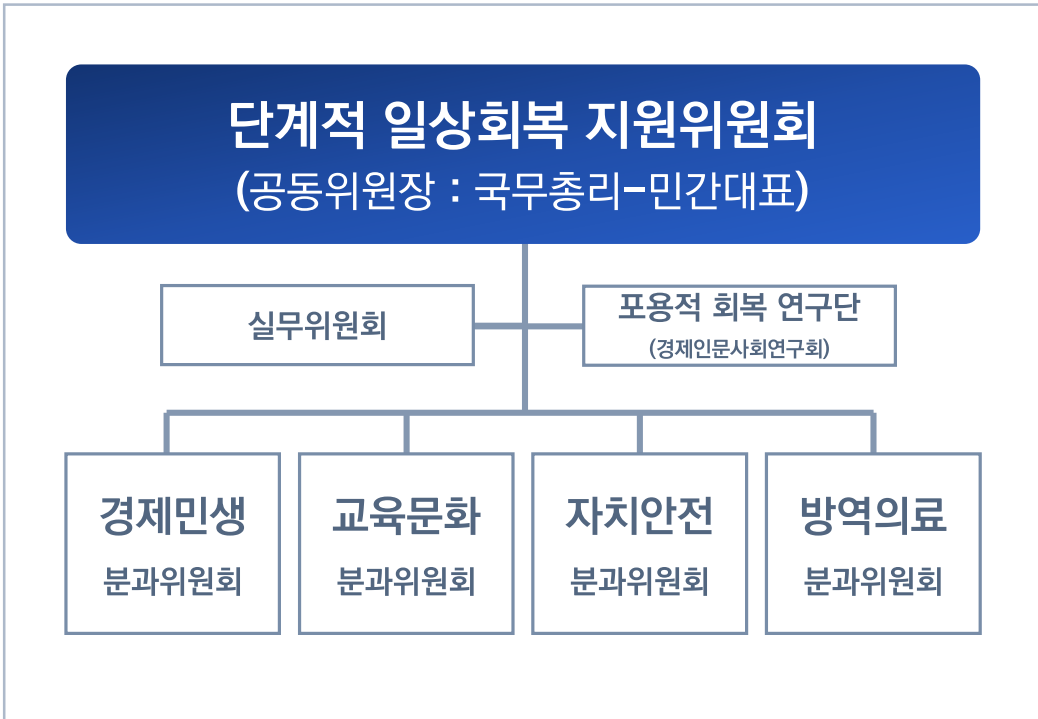 단계적 일상회복 지원위원회
(공동위원장 : 국무총리-민간대표)
실무위원회
포용적 회복 연구단
(경제인문사회연구회)
경제민생
분과위원회
교육문화
분과위원회
자치안전
분과위원회
방역의료
분과위원회